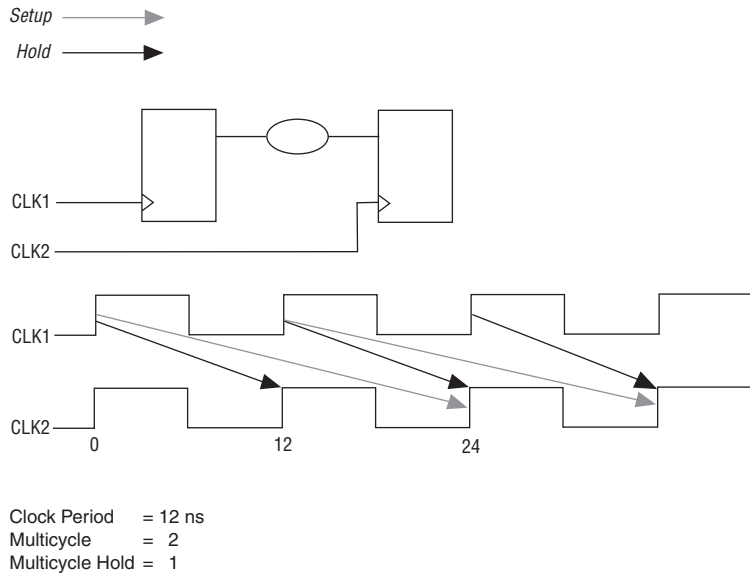 Setup
Hold
CLK1
CLK2
CLK1
CLK2
0 12 24
Clock Period = 12 ns
Multicycle = 2
Multicycle Hold = 1